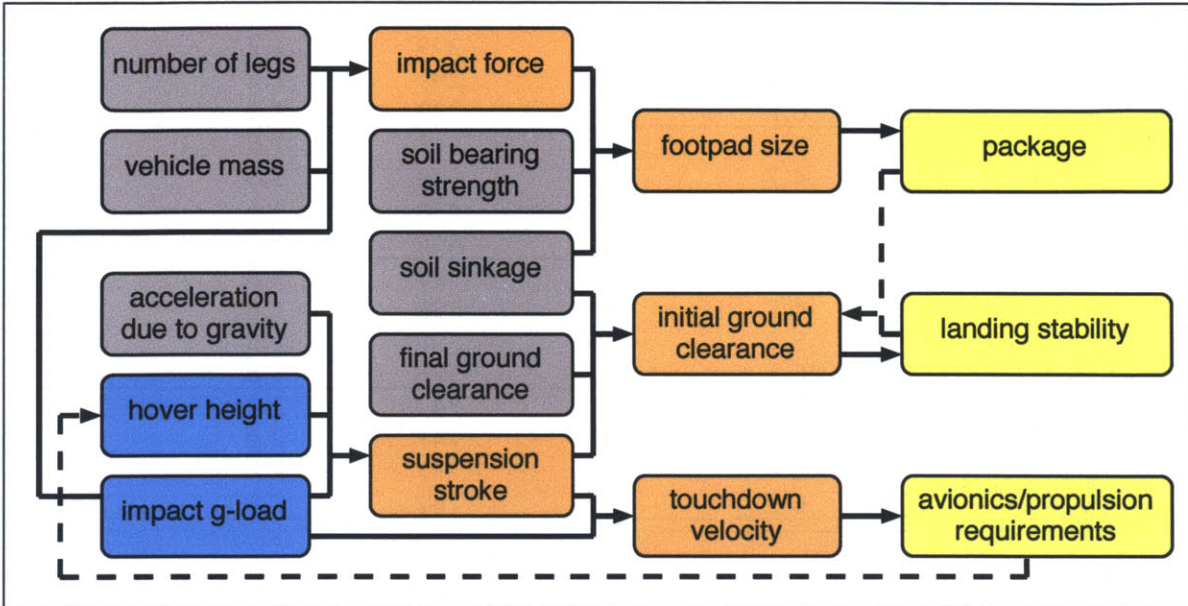 number of legs
vehicle mass
acceleration
due to gravity
hover height
impact g-load
impact force
soil bearing
strength
soil sinkage
final ground
clearance
suspension
stroke
footpad size
initial ground
clearance
touchdown
velocity
package
landing stability
avionics/propulsion
requirements